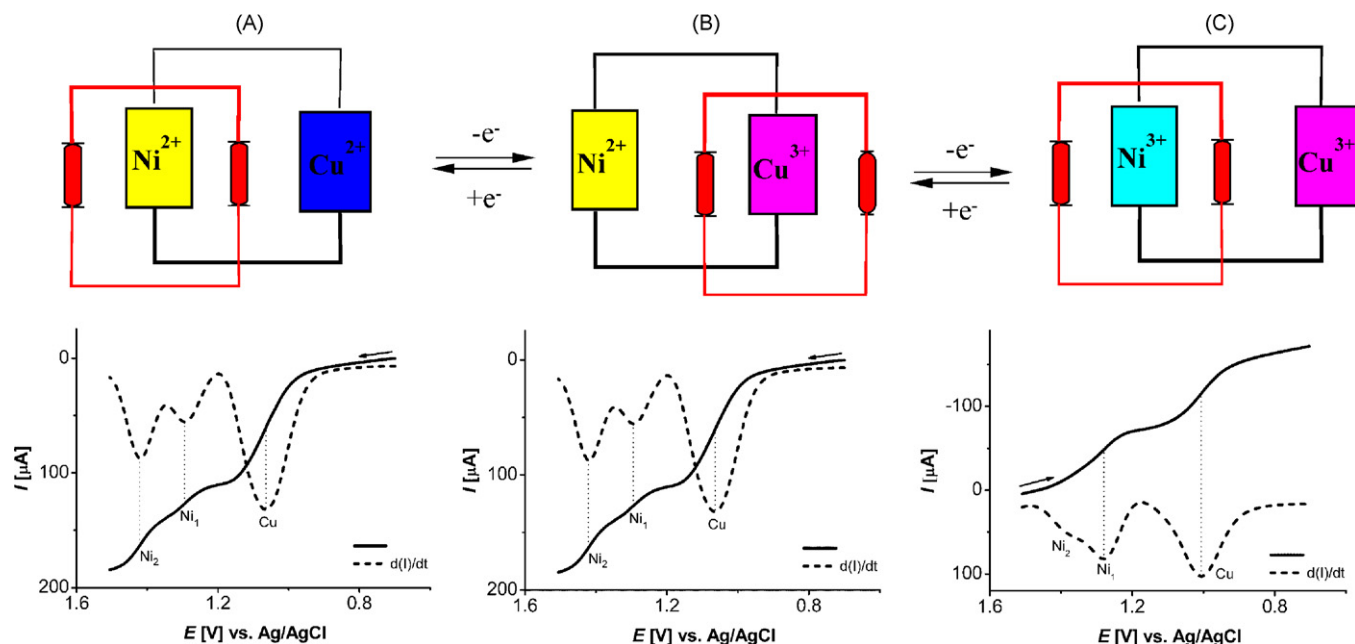 (A)
(B)
(C)
Ni2+
Cu2+
-e-
+e-
Ni2+
Cu3+
-e-
+e-
Ni3+
Cu3+
0
100
200
I [µA]
Ni2
Ni1
Cu
d(I)/dt
1.6
1.2
0.8
E [V] vs. Ag/AgCl
0
100
200
I [µA]
Ni2
Ni1
Cu
d(I)/dt
1.6
1.2
0.8
E [V] vs. Ag/AgCl
-100
0
100
I [µA]
Ni2
Ni1
Cu
d(I)/dt
1.6
1.2
0.8
E [V] vs. Ag/AgCl